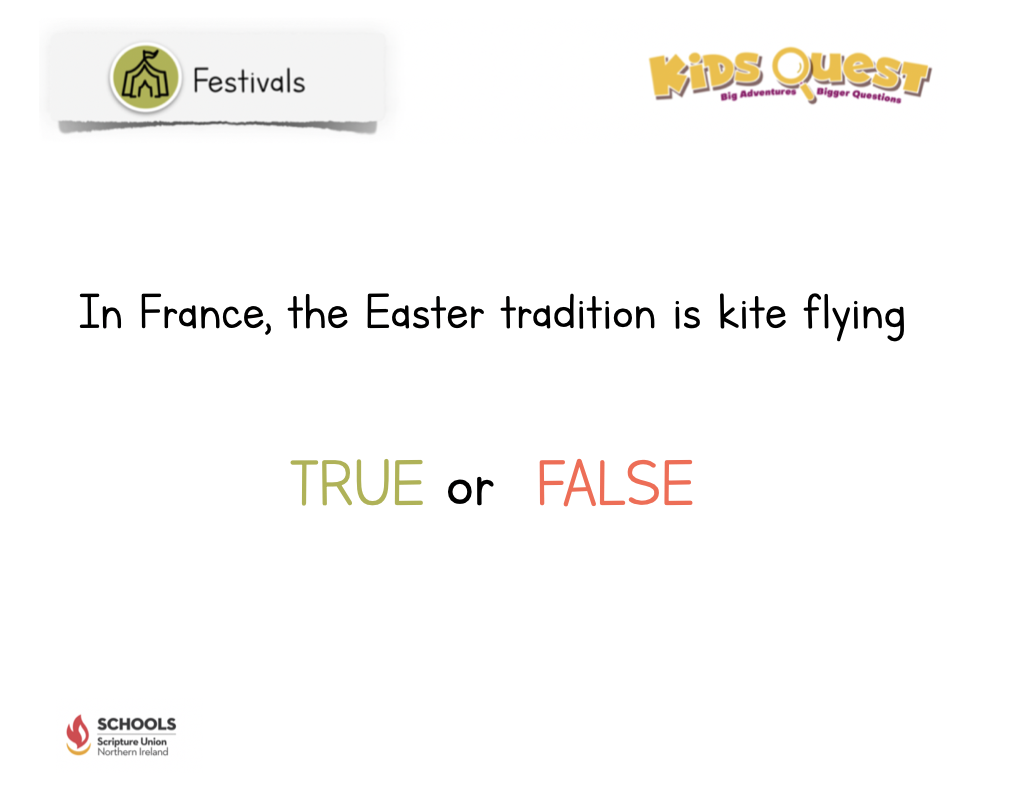 Festivals
KiDS QUEST
Big Adventures Bigger Questions
In France, the Easter tradition is kite flying
TRUE or FALSE
SCHOOLS
Scripture Union
Northern Ireland